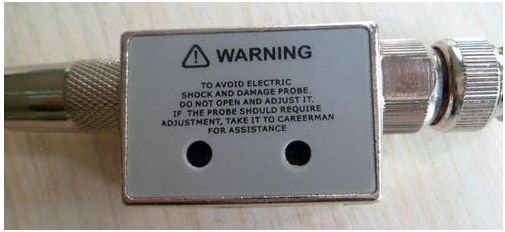 WARNING
TO AVOID ELECTRIC
SHOCK AND DAMAGE PROBE.
DO NOT OPEN AND ADJUST IT.
IF THE PROBE SHOULD REQUIRE
ADJUSTMENT, TAKE IT TO CAREERMAN
FOR ASSISTANCE